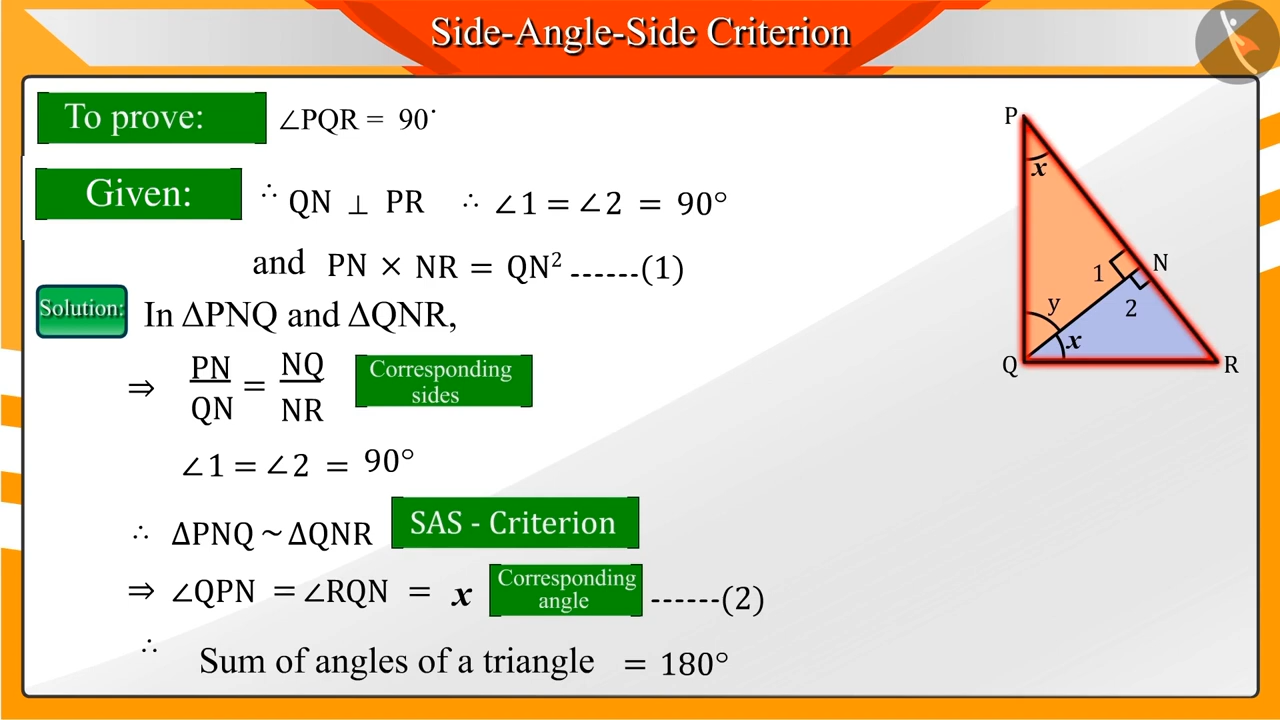 Side-Angle-Side Criterion
To prove: ∠PQR = 90˙
Given: ∴ QN ⊥ PR ∴ ∠1 = ∠2 = 90°
and PN × NR = QN² ------(1)
Solution: In ΔPNQ and ΔQNR,
⇒ PN/QN = NQ/NR Corresponding sides
∠1 = ∠2 = 90°
∴ ΔPNQ ~ ΔQNR SAS - Criterion
⇒ ∠QPN = ∠RQN = x Corresponding angle ------(2)
∴ Sum of angles of a triangle = 180°
P
x
N
1
2
y
x
Q
R